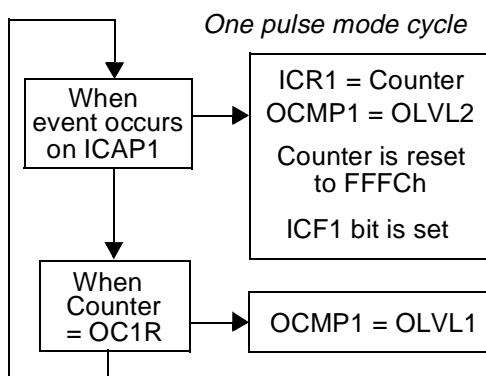 One pulse mode cycle
When
event occurs
on ICAP1
ICR1 = Counter
OCMP1 = OLVL2
Counter is reset
to FFFCh
ICF1 bit is set
When
Counter
= OC1R
OCMP1 = OLVL1